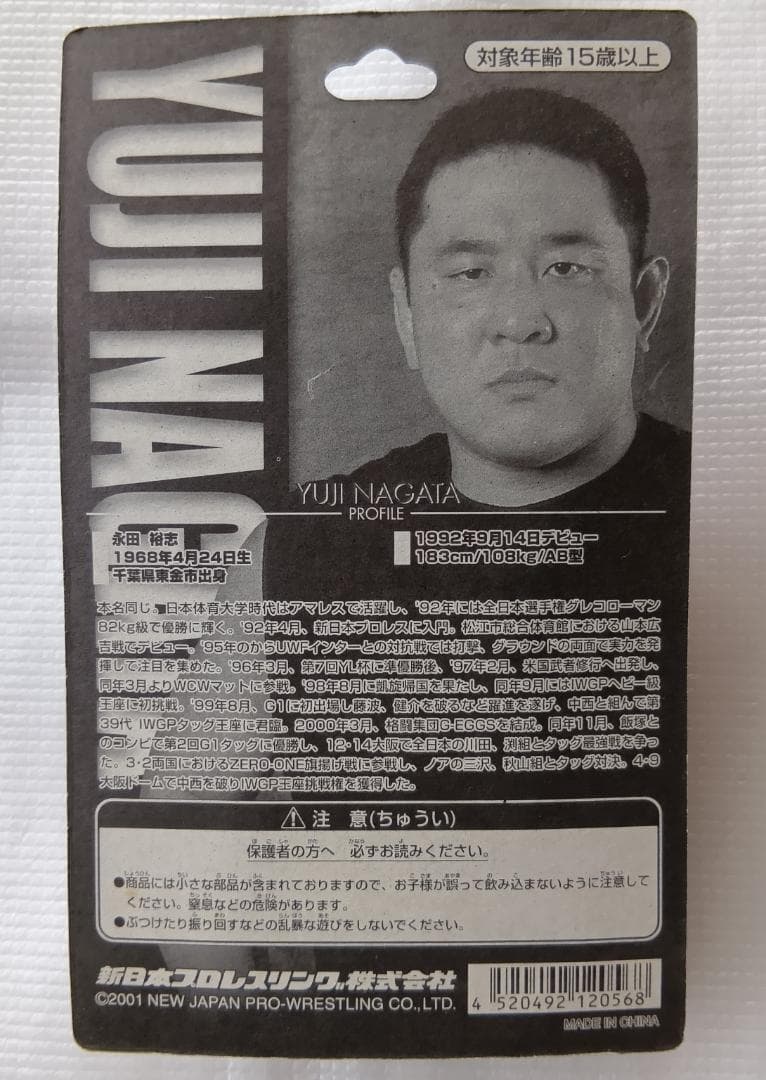 対象年齢15歳以上
YUJI NAG
YUJI NAGATA
PROFILE
永田 裕志
1968年4月24日生
千葉県東金市出身
1992年9月14日デビュー
183cm/108kg/AB型
本名同じ。日本体育大学時代はアマレスで活躍し、'92年には全日本選手権グレコローマン
82kg級で優勝に輝く。'92年4月、新日本プロレスに入門。松江市総合体育館における山本広
吉戦でデビュー。'95年のからUWFインターとの対抗戦では打撃、グラウンドの両面で実力を発
揮して注目を集めた。'96年3月、第7回YL杯に準優勝後、'97年2月、米国武者修行へ出発し、
同年3月よりWCWマットに参戦。'98年8月に凱旋帰国を果たし、同年9月にはIWGPヘビー級
王座に初挑戦。'99年8月、G1に初出場し藤波、健介を破るなど躍進を遂げ、中西と組んで第
39代 IWGPタッグ王座に君臨。2000年3月、格闘集団G-EGGSを結成。同年11月、飯塚と
のコンビで第2回G1タッグに優勝し、12・14大阪で全日本の川田、渕組とタッグ最強戦を争っ
た。3・2両国におけるZERO-ONE旗揚げ戦に参戦し、ノアの三沢、秋山組とタッグ対決。4・9
大阪ドームで中西を破りIWGP王座挑戦権を獲得した。
注 意(ちゅうい)
保護者の方へ 必ずお読みください。
●商品には小さな部品が含まれておりますので、お子様が誤って飲み込まないように注意して
ください。窒息などの危険があります。
●ぶつけたり振り回すなどの乱暴な遊びをしないでください。
新日本プロレスリング株式会社
©2001 NEW JAPAN PRO-WRESTLING CO.,LTD.
4 520492 120568
MADE IN CHINA